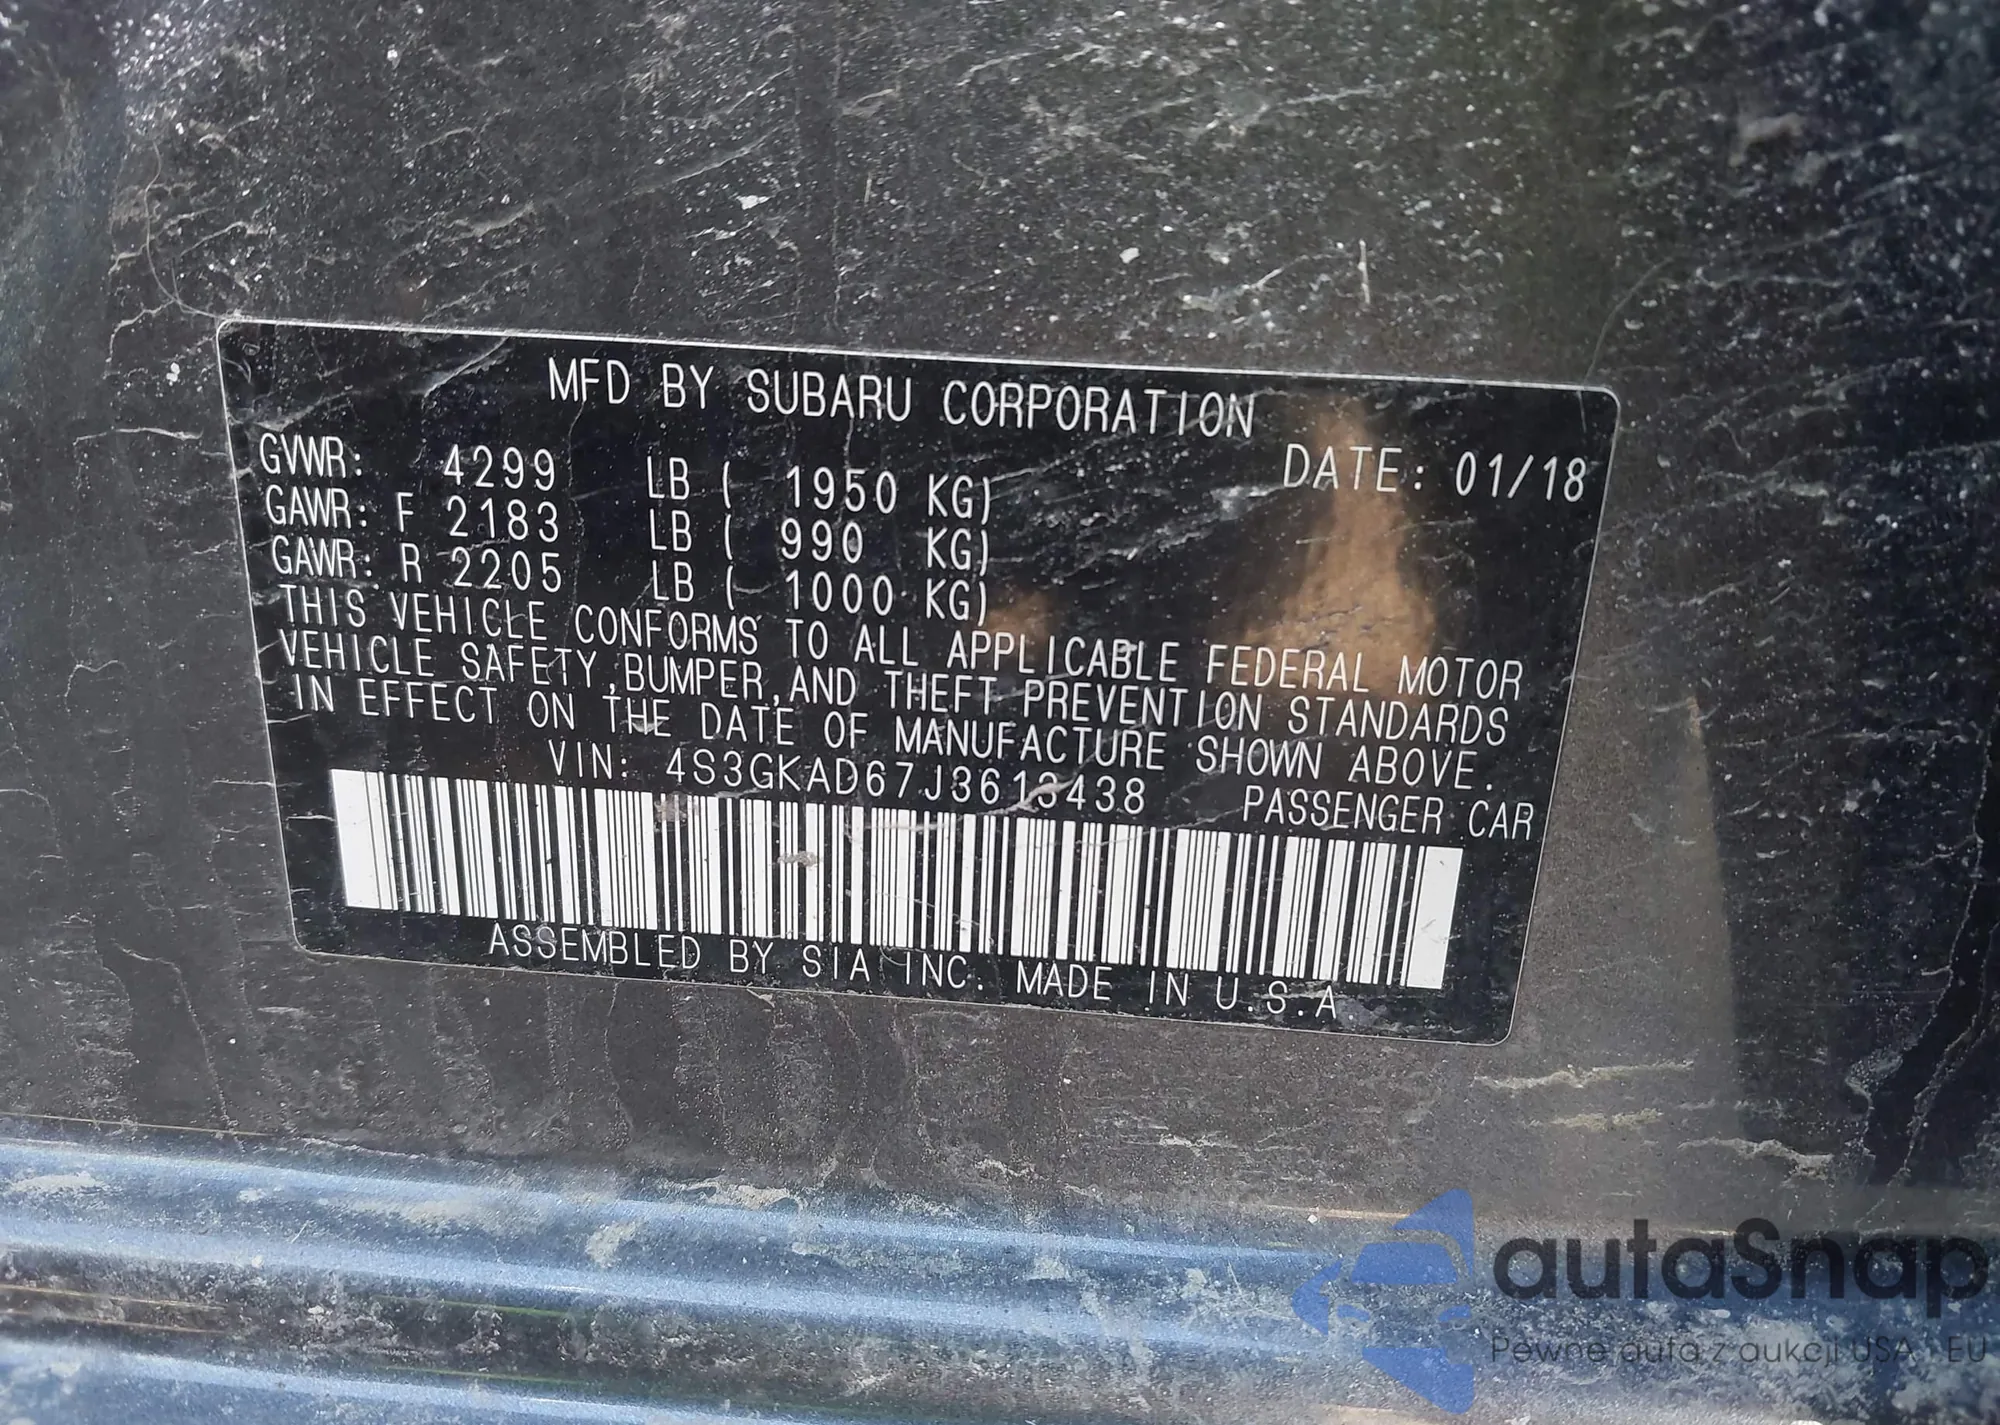 MFD BY SUBARU CORPORATION
GVWR: 4299 LB ( 1950 KG) DATE: 01/18
GAWR: F 2183 LB ( 990 KG)
GAWR: R 2205 LB ( 1000 KG)
THIS VEHICLE CONFORMS TO ALL APPLICABLE FEDERAL MOTOR
VEHICLE SAFETY,BUMPER,AND THEFT PREVENTION STANDARDS
IN EFFECT ON THE DATE OF MANUFACTURE SHOWN ABOVE.
VIN: 4S3GKAD67J3613438 PASSENGER CAR
ASSEMBLED BY SIA INC. MADE IN U.S.A.
autaSnap
Pewne auta z aukcji USA i EU